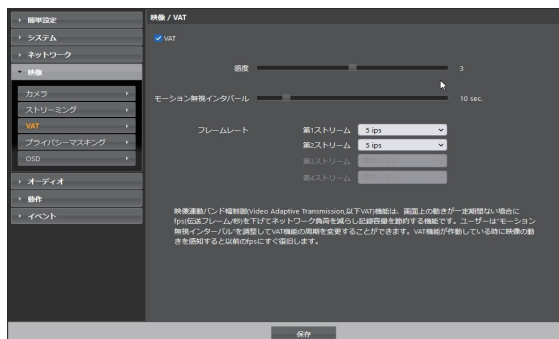 簡単設定
システム
ネットワーク
映像
カメラ
ストリーミング
VAT
プライバシーマスキング
OSD
オーディオ
動作
イベント
映像 / VAT
VAT
感度
3
モーション無視インタバール
10 sec.
フレームレート
第1ストリーム
5 ips
第2ストリーム
5 ips
第3ストリーム
第4ストリーム
映像連動バンド幅制御(Video Adaptive Transmission,以下VAT)機能は、画面上の動きが一定期間ない場合に
fps(伝送フレーム/秒)を下げてネットワーク負荷を減らし記録容量を節約する機能です。ユーザーは"モーション
無視インターバル"を調整してVAT機能の周期を変更することができます。VAT機能が作動している時に映像の動
きを感知すると以前のfpsにすぐ復旧します。
保存